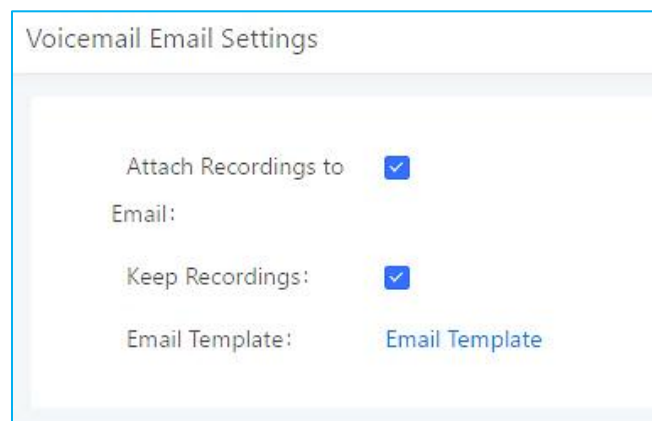 Voicemail Email Settings
Attach Recordings to
Email:
Keep Recordings:
Email Template:
Email Template